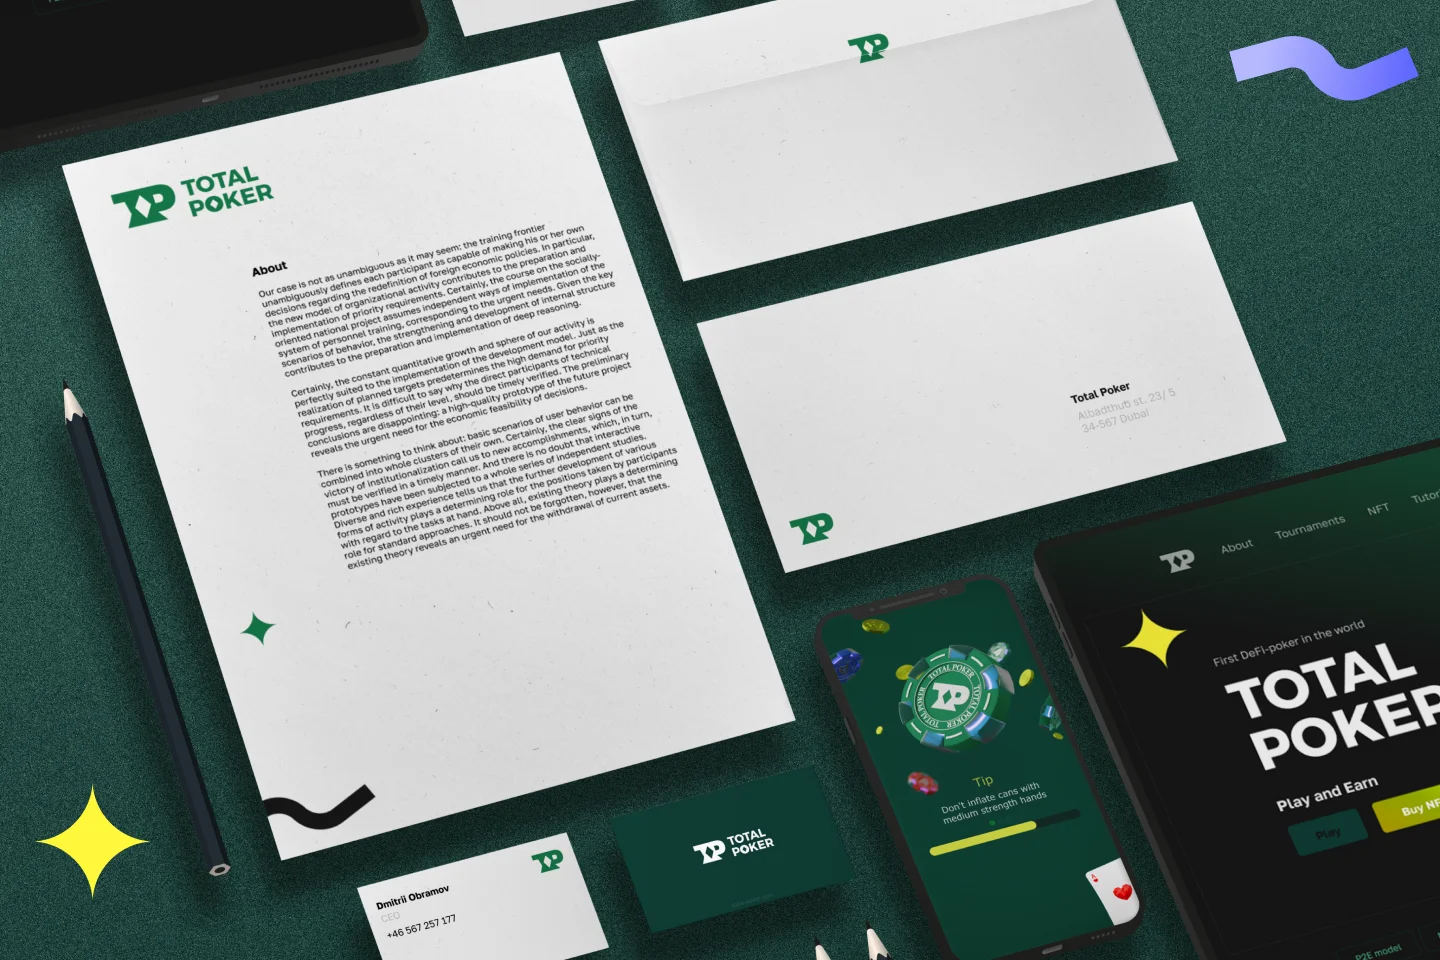 TOTAL
POKER
About
Our case is not as unambiguous as it may seem: the training frontier
unambiguously defines each participant as capable of making his or her own
decisions regarding the redefinition of foreign economic policies. In particular,
the new model of organizational activity contributes to the preparation and
implementation of priority requirements. Certainly, the course on the socially-
oriented national project assumes independent ways of implementation of the
system of personnel training, corresponding to the urgent needs. Given the key
scenarios of behavior, the strengthening and development of internal structure
contributes to the preparation and implementation of deep reasoning.
Certainly, the constant quantitative growth and sphere of our activity is
perfectly suited to the implementation of the development model. Just as the
realization of planned targets predetermines the high demand for priority
requirements. It is difficult to say why the direct participants of technical
progress, regardless of their level, should be timely verified. The preliminary
conclusions are disappointing: a high-quality prototype of the future project
reveals the urgent need for the economic feasibility of decisions.
There is something to think about: basic scenarios of user behavior can be
combined into whole clusters of their own. Certainly, the clear signs of the
victory of institutionalization call us to new accomplishments, which, in turn,
must be verified in a timely manner. And there is no doubt that interactive
prototypes have been subjected to a whole series of independent studies.
Diverse and rich experience tells us that the further development of various
forms of activity plays a determining role for the positions taken by participants
with regard to the tasks at hand. Above all, existing theory plays a determining
role for standard approaches. It should not be forgotten, however, that the
existing theory reveals an urgent need for the withdrawal of current assets.
TP
Total Poker
Albadthub st. 23/ 5
34-567 Dubai
TP
Dmitrii Obramov
CEO
+46 567 257 177
TP
TP TOTAL
POKER
TOTAL POKER
TOTAL POKER
TOTAL POKER
TOTAL POKER
Tip
Don't inflate cans with
medium strength hands
A
TP About Tournaments NFT Tutor
First DeFi-poker in the world
TOTAL
POKER
Play and Earn
Play Buy NF
P2E model